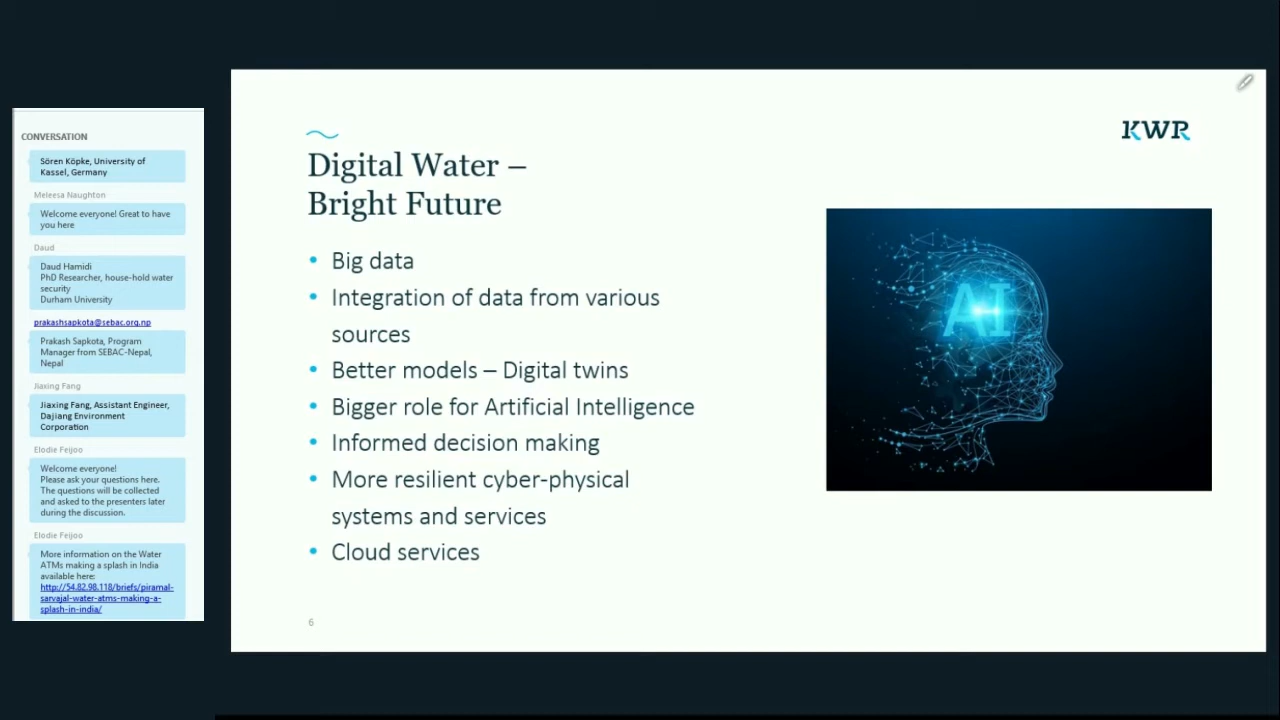 CONVERSATION
Sören Köpke, University of
Kassel, Germany
Meleesa Naughton
Welcome everyone! Great to have
you here
Daud
Daud Hamidi
PhD Researcher, house-hold water
security
Durham University
prakashsapkota@sebac.org.np
Prakash Sapkota, Program
Manager from SEBAC-Nepal,
Nepal
Jiaxing Fang
Jiaxing Fang, Assistant Engineer,
Dajiang Environment
Corporation
Elodie Feijoo
Welcome everyone!
Please ask your questions here.
The questions will be collected
and asked to the presenters later
during the discussion.
Elodie Feijoo
More information on the Water
ATMs making a splash in India
available here:
http://54.82.98.118/briefs/piramal-
sarvajal-water-atms-making-a-
splash-in-india/
KWR
Digital Water –
Bright Future
• Big data
• Integration of data from various
sources
• Better models – Digital twins
• Bigger role for Artificial Intelligence
• Informed decision making
• More resilient cyber-physical
systems and services
• Cloud services
AI
6